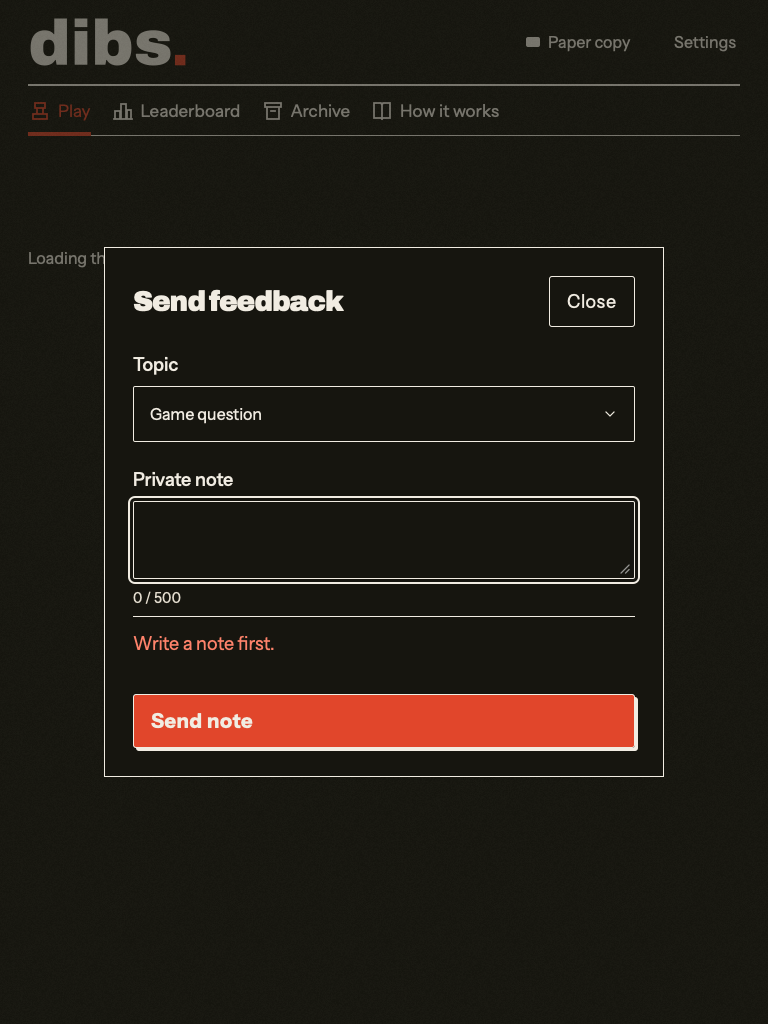 dibs.
Paper copy Settings
Play Leaderboard Archive How it works
Loading th
Send feedback
Close
Topic
Game question
Private note
0 / 500
Write a note first.
Send note